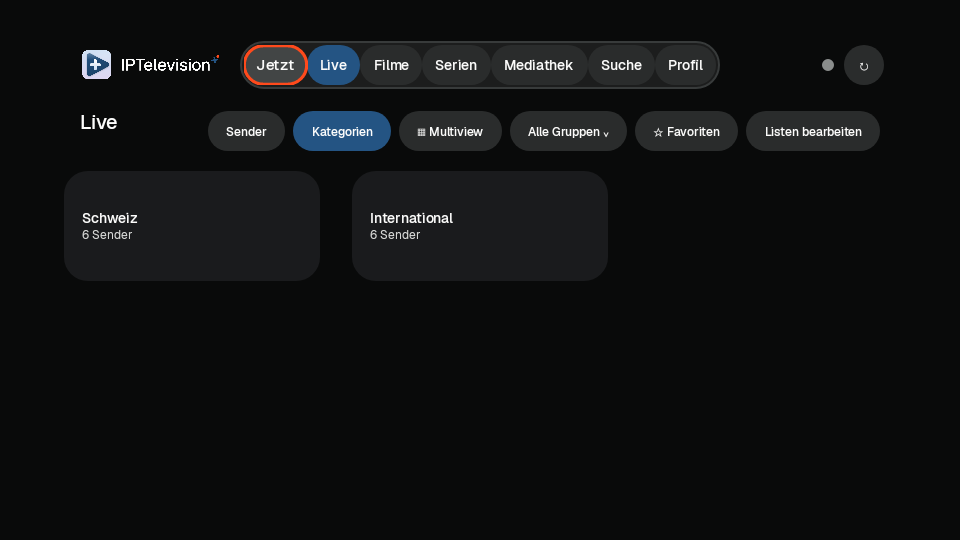 IPTelevision+
Jetzt
Live
Filme
Serien
Mediathek
Suche
Profil
Live
Sender
Kategorien
Multiview
Alle Gruppen
☆ Favoriten
Listen bearbeiten
Schweiz
6 Sender
International
6 Sender